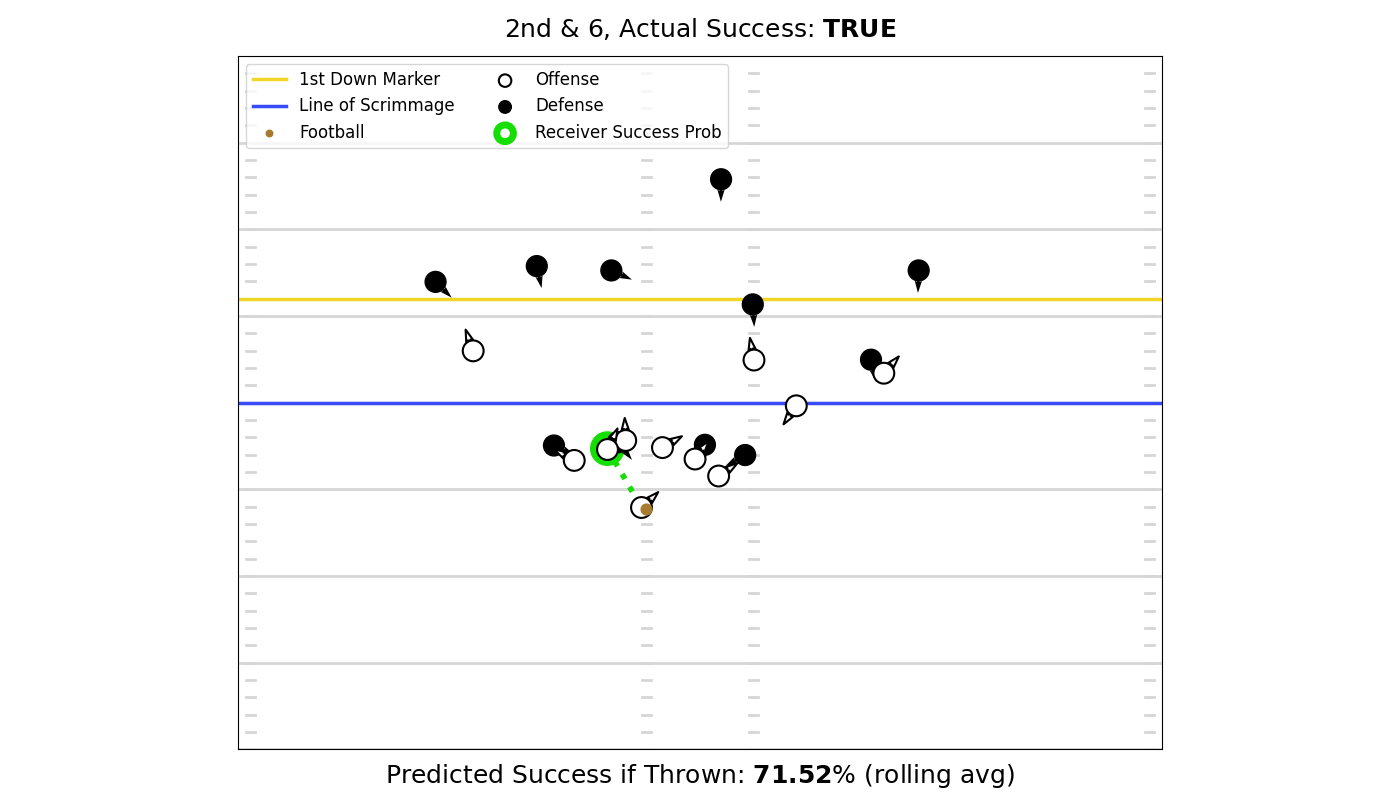 2nd & 6, Actual Success: TRUE
1st Down Marker
Line of Scrimmage
Football
Offense
Defense
Receiver Success Prob
Predicted Success if Thrown: 71.52% (rolling avg)